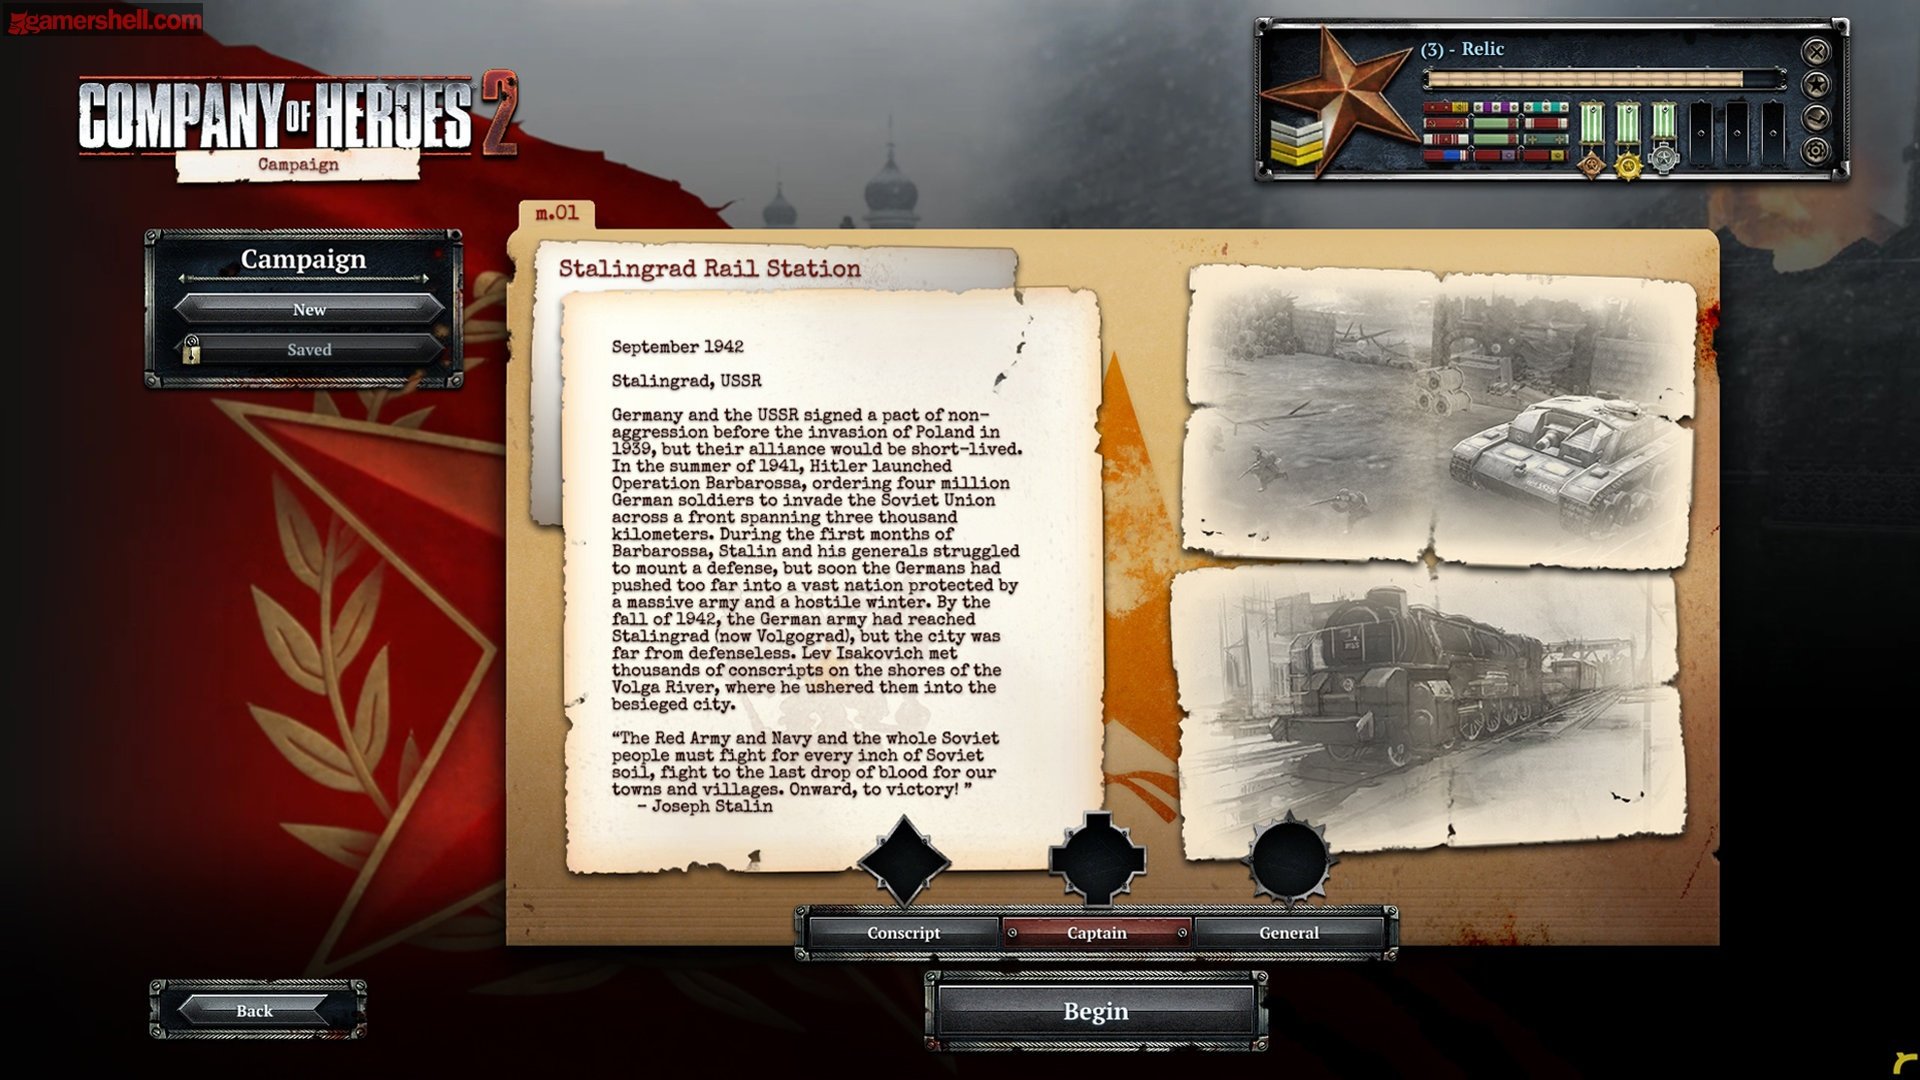 gamershell.com
(3) - Relic
COMPANY OF HEROES 2
Campaign
m.01
Campaign
New
Saved
Stalingrad Rail Station
September 1942
Stalingrad, USSR
Germany and the USSR signed a pact of non-
aggression before the invasion of Poland in
1939, but their alliance would be short-lived.
In the summer of 1941, Hitler launched
Operation Barbarossa, ordering four million
German soldiers to invade the Soviet Union
across a front spanning three thousand
kilometers. During the first months of
Barbarossa, Stalin and his generals struggled
to mount a defense, but soon the Germans had
pushed too far into a vast nation protected by
a massive army and a hostile winter. By the
fall of 1942, the German army had reached
Stalingrad (now Volgograd), but the city was
far from defenseless. Lev Isakovich met
thousands of conscripts on the shores of the
Volga River, where he ushered them into the
besieged city.
“The Red Army and Navy and the whole Soviet
people must fight for every inch of Soviet
soil, fight to the last drop of blood for our
towns and villages. Onward, to victory! ”
- Joseph Stalin
Conscript
Captain
General
Back
Begin